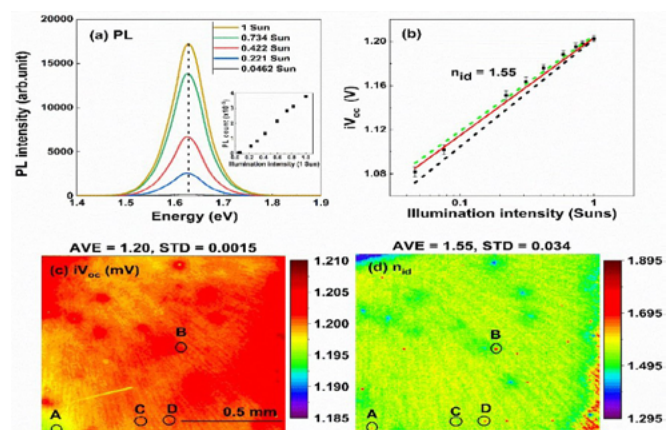 (a) PL
1 Sun
0.734 Sun
0.422 Sun
0.221 Sun
0.0462 Sun
PL intensity (arb.unit)
20000
15000
10000
5000
0
1.4 1.5 1.6 1.7 1.8 1.9
Energy (eV)
Illumination intensity (1 Sun)
(b)
n_id = 1.55
iV_oc (V)
1.20
1.16
1.12
1.08
0.1 1
Illumination intensity (Suns)
AVE = 1.20, STD = 0.0015
(c) iV_oc (mV)
A
B
C
D
0.5 mm
1.210
1.205
1.200
1.195
1.190
1.185
AVE = 1.55, STD = 0.034
(d) n_id
A
B
C
D
1.895
1.645
1.595
1.445
1.295